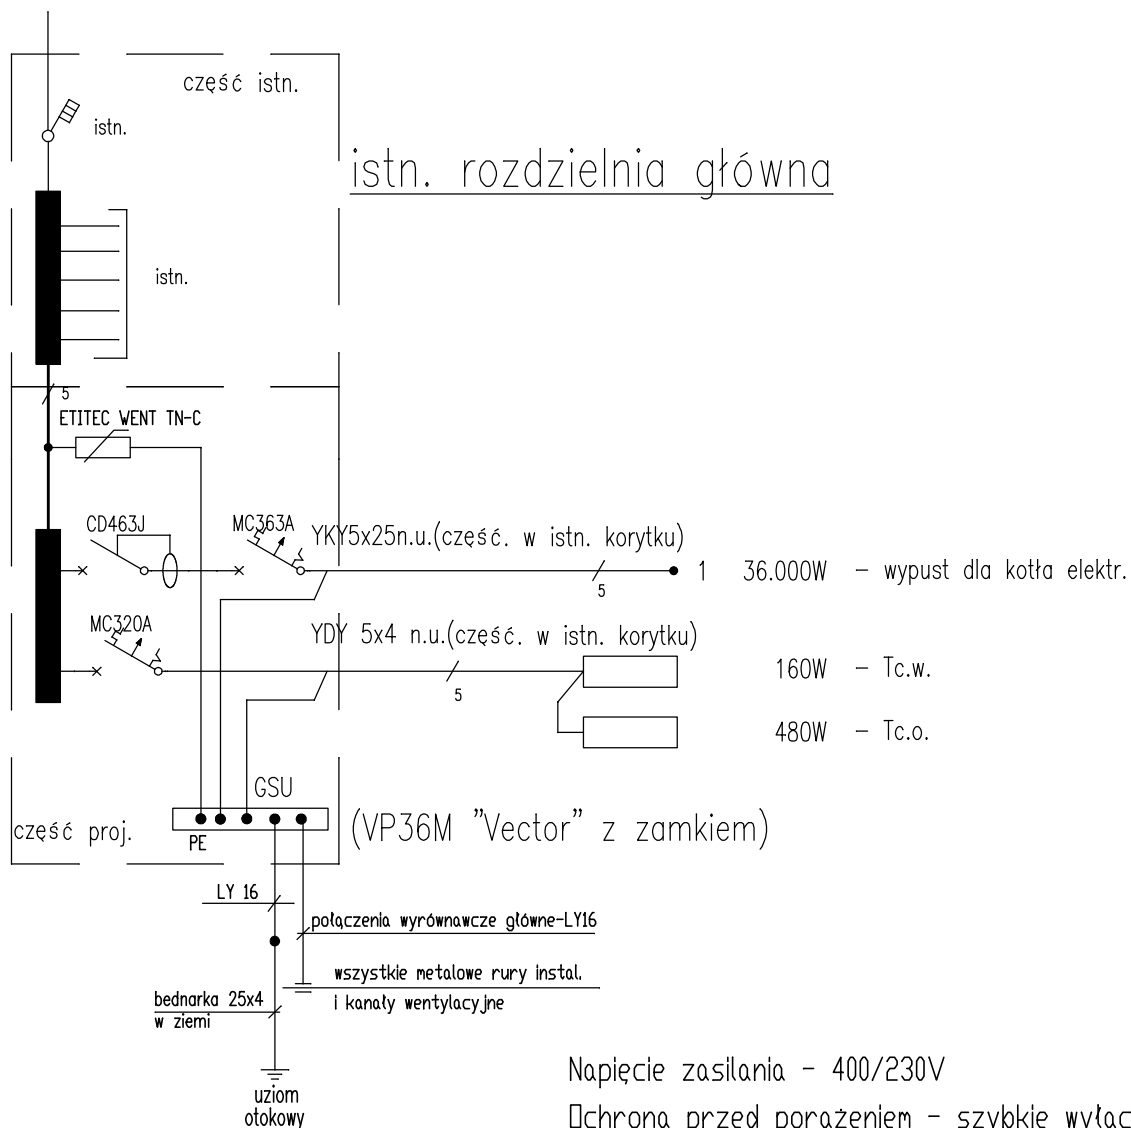 część istn.
istn.
istn. rozdzielnia główna
istn.
5
ETITEC WENT TN-C
CD463J
MC363A
YKY5x25n.u.(część. w istn. korytku)
1 36.000W - wypust dla kotła elektr.
5
MC320A
YDY 5x4 n.u.(część. w istn. korytku)
160W - Tc.w.
5
480W - Tc.o.
GSU
część proj.
PE
(VP36M "Vector" z zamkiem)
LY 16
połączenia wyrównawcze główne-LY16
wszystkie metalowe rury instal.
i kanały wentylacyjne
bednarka 25x4
w ziemi
uziom
otokowy
Napięcie zasilania - 400/230V
Ochrona przed porażeniem - szybkie wyłąc